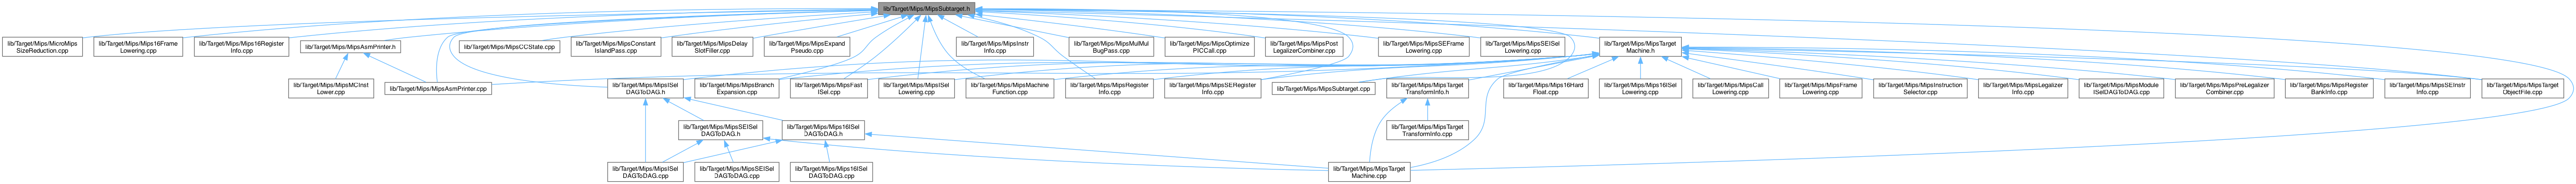 lib/Target/Mips/MipsSubtarget.h
lib/Target/Mips/MicroMips
SizeReduction.cpp
lib/Target/Mips/Mips16Frame
Lowering.cpp
lib/Target/Mips/Mips16Register
Info.cpp
lib/Target/Mips/MipsAsmPrinter.h
lib/Target/Mips/MipsCCState.cpp
lib/Target/Mips/MipsConstant
IslandPass.cpp
lib/Target/Mips/MipsDelay
SlotFiller.cpp
lib/Target/Mips/MipsExpand
Pseudo.cpp
lib/Target/Mips/MipsInstr
Info.cpp
lib/Target/Mips/MipsMulMul
BugPass.cpp
lib/Target/Mips/MipsOptimize
PICCall.cpp
lib/Target/Mips/MipsPost
LegalizerCombiner.cpp
lib/Target/Mips/MipsSEFrame
Lowering.cpp
lib/Target/Mips/MipsSEISel
Lowering.cpp
lib/Target/Mips/MipsTarget
Machine.h
lib/Target/Mips/MipsMCInst
Lower.cpp
lib/Target/Mips/MipsAsmPrinter.cpp
lib/Target/Mips/MipsISel
DAGToDAG.h
lib/Target/Mips/MipsBranch
Expansion.cpp
lib/Target/Mips/MipsFast
ISel.cpp
lib/Target/Mips/MipsISel
Lowering.cpp
lib/Target/Mips/MipsMachine
Function.cpp
lib/Target/Mips/MipsRegister
Info.cpp
lib/Target/Mips/MipsSERegister
Info.cpp
lib/Target/Mips/MipsSubtarget.cpp
lib/Target/Mips/MipsTarget
TransformInfo.h
lib/Target/Mips/Mips16Hard
Float.cpp
lib/Target/Mips/Mips16ISel
Lowering.cpp
lib/Target/Mips/MipsCall
Lowering.cpp
lib/Target/Mips/MipsFrame
Lowering.cpp
lib/Target/Mips/MipsInstruction
Selector.cpp
lib/Target/Mips/MipsLegalizer
Info.cpp
lib/Target/Mips/MipsModule
ISelDAGToDAG.cpp
lib/Target/Mips/MipsPreLegalizer
Combiner.cpp
lib/Target/Mips/MipsRegister
BankInfo.cpp
lib/Target/Mips/MipsSEInstr
Info.cpp
lib/Target/Mips/MipsTarget
ObjectFile.cpp
lib/Target/Mips/MipsSEISel
DAGToDAG.h
lib/Target/Mips/Mips16ISel
DAGToDAG.h
lib/Target/Mips/MipsTarget
TransformInfo.cpp
lib/Target/Mips/MipsISel
DAGToDAG.cpp
lib/Target/Mips/MipsSEISel
DAGToDAG.cpp
lib/Target/Mips/Mips16ISel
DAGToDAG.cpp
lib/Target/Mips/MipsTarget
Machine.cpp